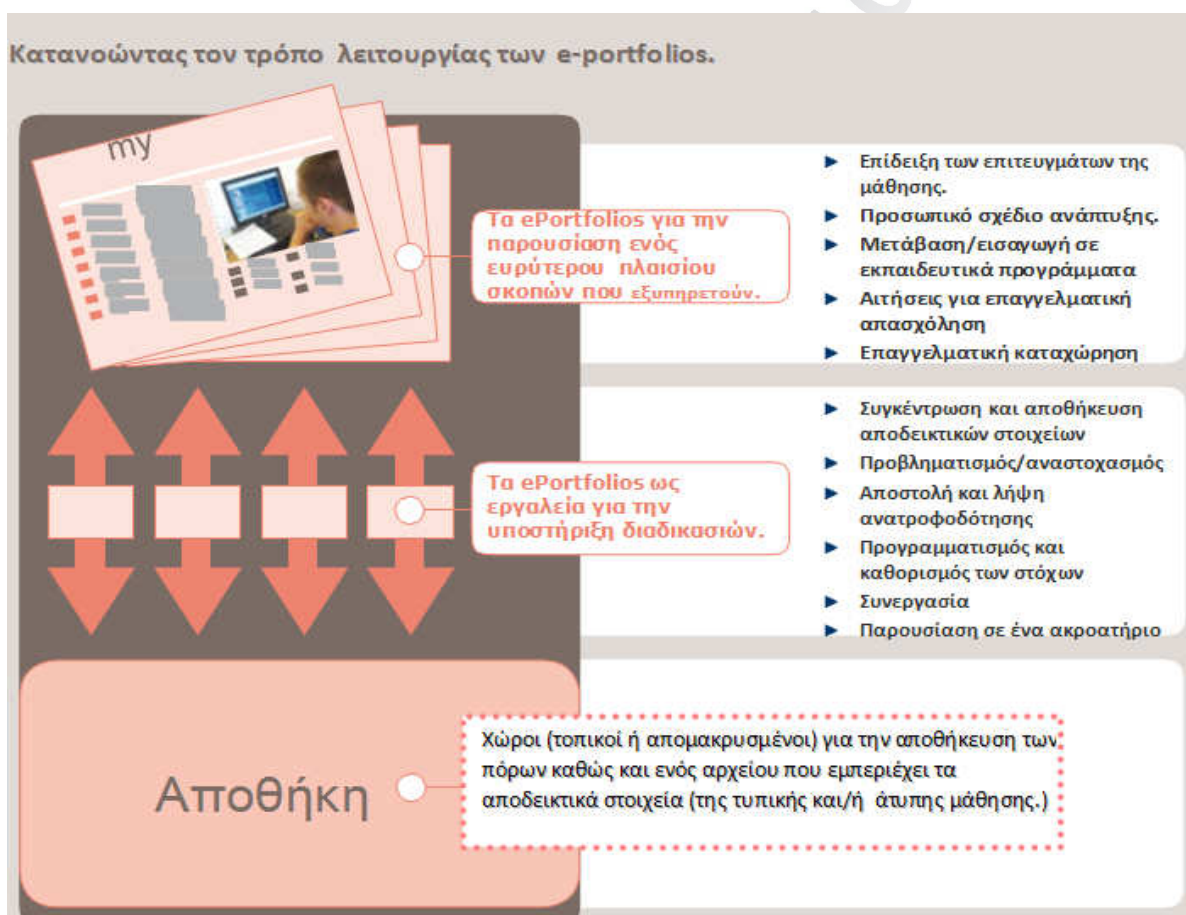 Κατανοώντας τον τρόπο λειτουργίας των e-portfolios.
my
Τα ePortfolios για την
παρουσίαση ενός
ευρύτερου πλαισίου
σκοπών που εξυπηρετούν.
► Επίδειξη των επιτευγμάτων της
μάθησης.
► Προσωπικό σχέδιο ανάπτυξης.
► Μετάβαση/εισαγωγή σε
εκπαιδευτικά προγράμματα
► Αιτήσεις για επαγγελματική
απασχόληση
► Επαγγελματική καταχώρηση
Τα ePortfolios ως
εργαλεία για την
υποστήριξη διαδικασιών.
► Συγκέντρωση και αποθήκευση
αποδεικτικών στοιχείων
► Προβληματισμός/αναστοχασμός
► Αποστολή και λήψη
ανατροφοδότησης
► Προγραμματισμός και
καθορισμός των στόχων
► Συνεργασία
► Παρουσίαση σε ένα ακροατήριο
Αποθήκη
Χώροι (τοπικοί ή απομακρυσμένοι) για την αποθήκευση των
πόρων καθώς και ενός αρχείου που εμπεριέχει τα
αποδεικτικά στοιχεία (της τυπικής και/ή άτυπης μάθησης.)